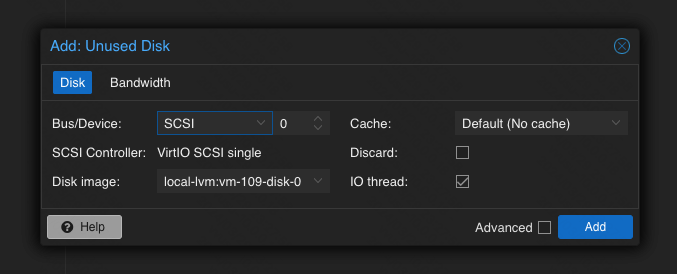 Add: Unused Disk
Disk Bandwidth
Bus/Device: SCSI 0 Cache: Default (No cache)
SCSI Controller: VirtIO SCSI single Discard:
Disk image: local-lvm:vm-109-disk-0 IO thread:
? Help Advanced Add